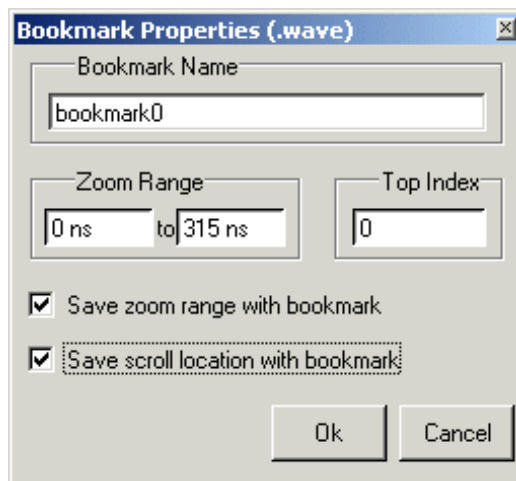 Bookmark Properties (.wave)
Bookmark Name
bookmark0
Zoom Range
Top Index
0 ns to 315 ns
0
Save zoom range with bookmark
Save scroll location with bookmark
Ok
Cancel